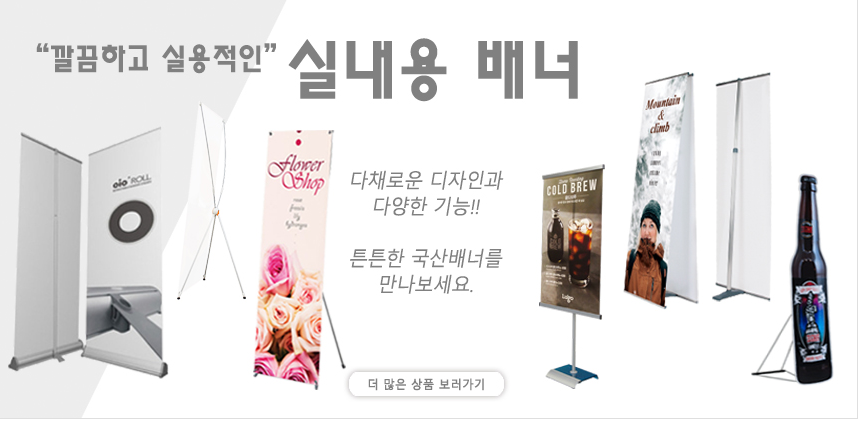 “깔끔하고 실용적인” 실내용 배너
다채로운 디자인과
다양한 기능!!
튼튼한 국산배너를
만나보세요.
더 많은 상품 보러가기
oio ROLL
Flower
Shop
COLD BREW
Logo
Mountain
&
climb